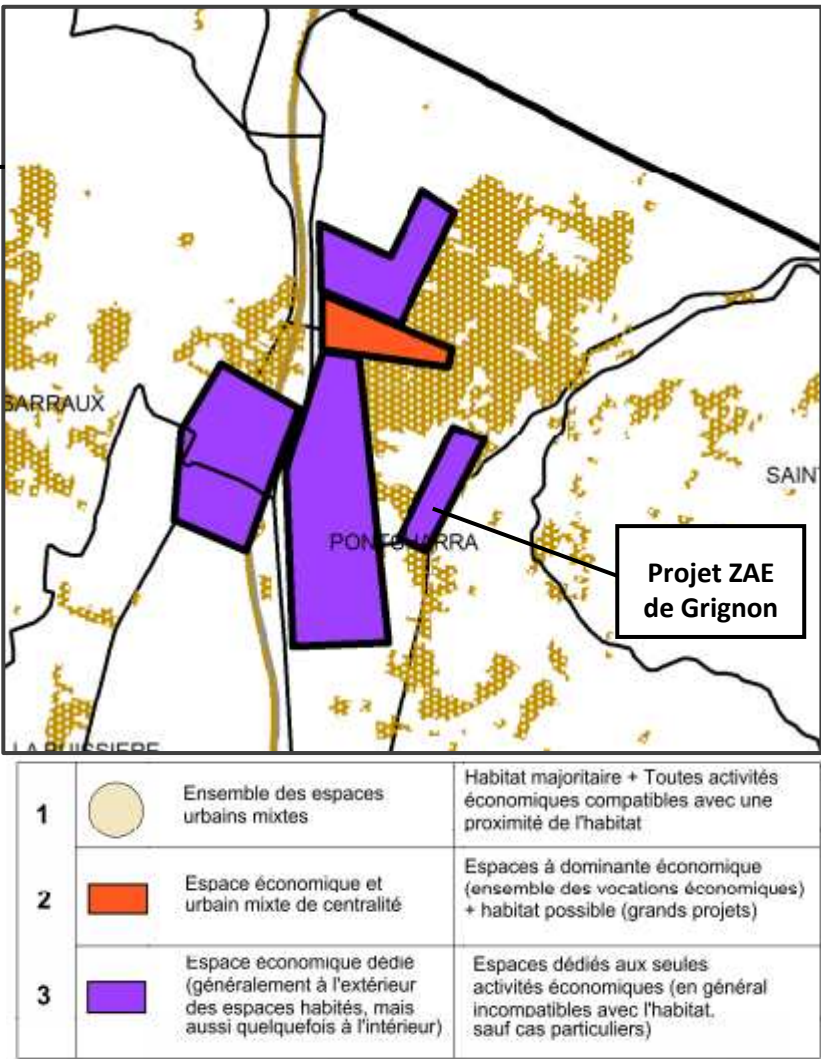 SARRAUX
SAINT
PONTCHARRA
Projet ZAE
de Grignon
LA BUISSIERE
1
Ensemble des espaces
urbains mixtes
Habitat majoritaire + Toutes activités
économiques compatibles avec une
proximité de l'habitat
2
Espace économique et
urbain mixte de centralité
Espaces à dominante économique
(ensemble des vocations économiques)
+ habitat possible (grands projets)
3
Espace économique dédié
(généralement à l'extérieur
des espaces habités, mais
aussi quelquefois à l'intérieur)
Espaces dédiés aux seules
activités économiques (en général
incompatibles avec l'habitat,
sauf cas particuliers)